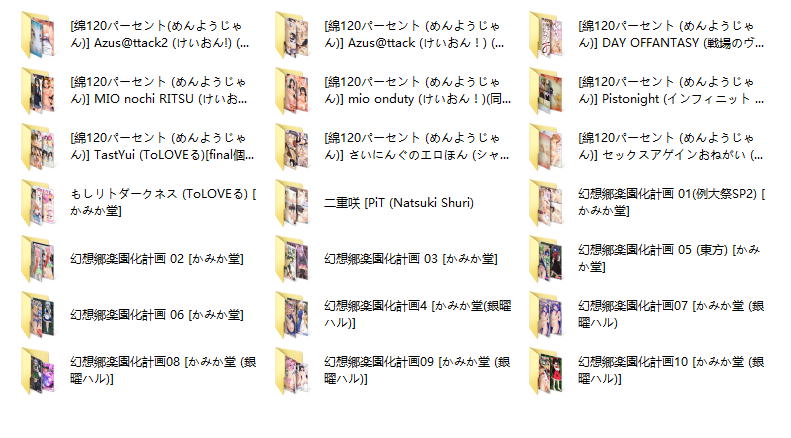 [綿120パーセント(めんようじゃ
ん)] Azus@ttack2 (けいおん!) (...
[綿120パーセント (めんようじゃ
ん)] Azus@ttack (けいおん！) (...
[綿120パーセント (めんようじゃ
ん)] DAY OFFANTASY (戦場のヴ...
[綿120パーセント (めんようじゃ
ん)] MIO nochi RITSU (けいお...
[綿120パーセント (めんようじゃ
ん)] mio onduty (けいおん！)(同...
[綿120パーセント (めんようじゃ
ん)] Pistonight (インフィニット ...
[綿120パーセント (めんようじゃ
ん)] TastYui (ToLOVEる)[final個...
[綿120パーセント (めんようじゃ
ん)] さいにんぐのエロほん (シャ...
[綿120パーセント (めんようじゃ
ん)] セックスアゲインおねがい (...
もしリトダークネス (ToLOVEる) [
かみか堂]
二重咲 [PiT (Natsuki Shuri)
幻想郷楽園化計画 01(例大祭SP2) [
かみか堂]
幻想郷楽園化計画 02 [かみか堂]
幻想郷楽園化計画 03 [かみか堂]
幻想郷楽園化計画 05 (東方) [かみ
か堂]
幻想郷楽園化計画 06 [かみか堂]
幻想郷楽園化計画4 [かみか堂(銀曜
ハル)]
幻想郷楽園化計画07 [かみか堂 (銀
曜ハル)
幻想郷楽園化計画08 [かみか堂 (銀
曜ハル)]
幻想郷楽園化計画09 [かみか堂 (銀
曜ハル)]
幻想郷楽園化計画10 [かみか堂 (銀
曜ハル)]